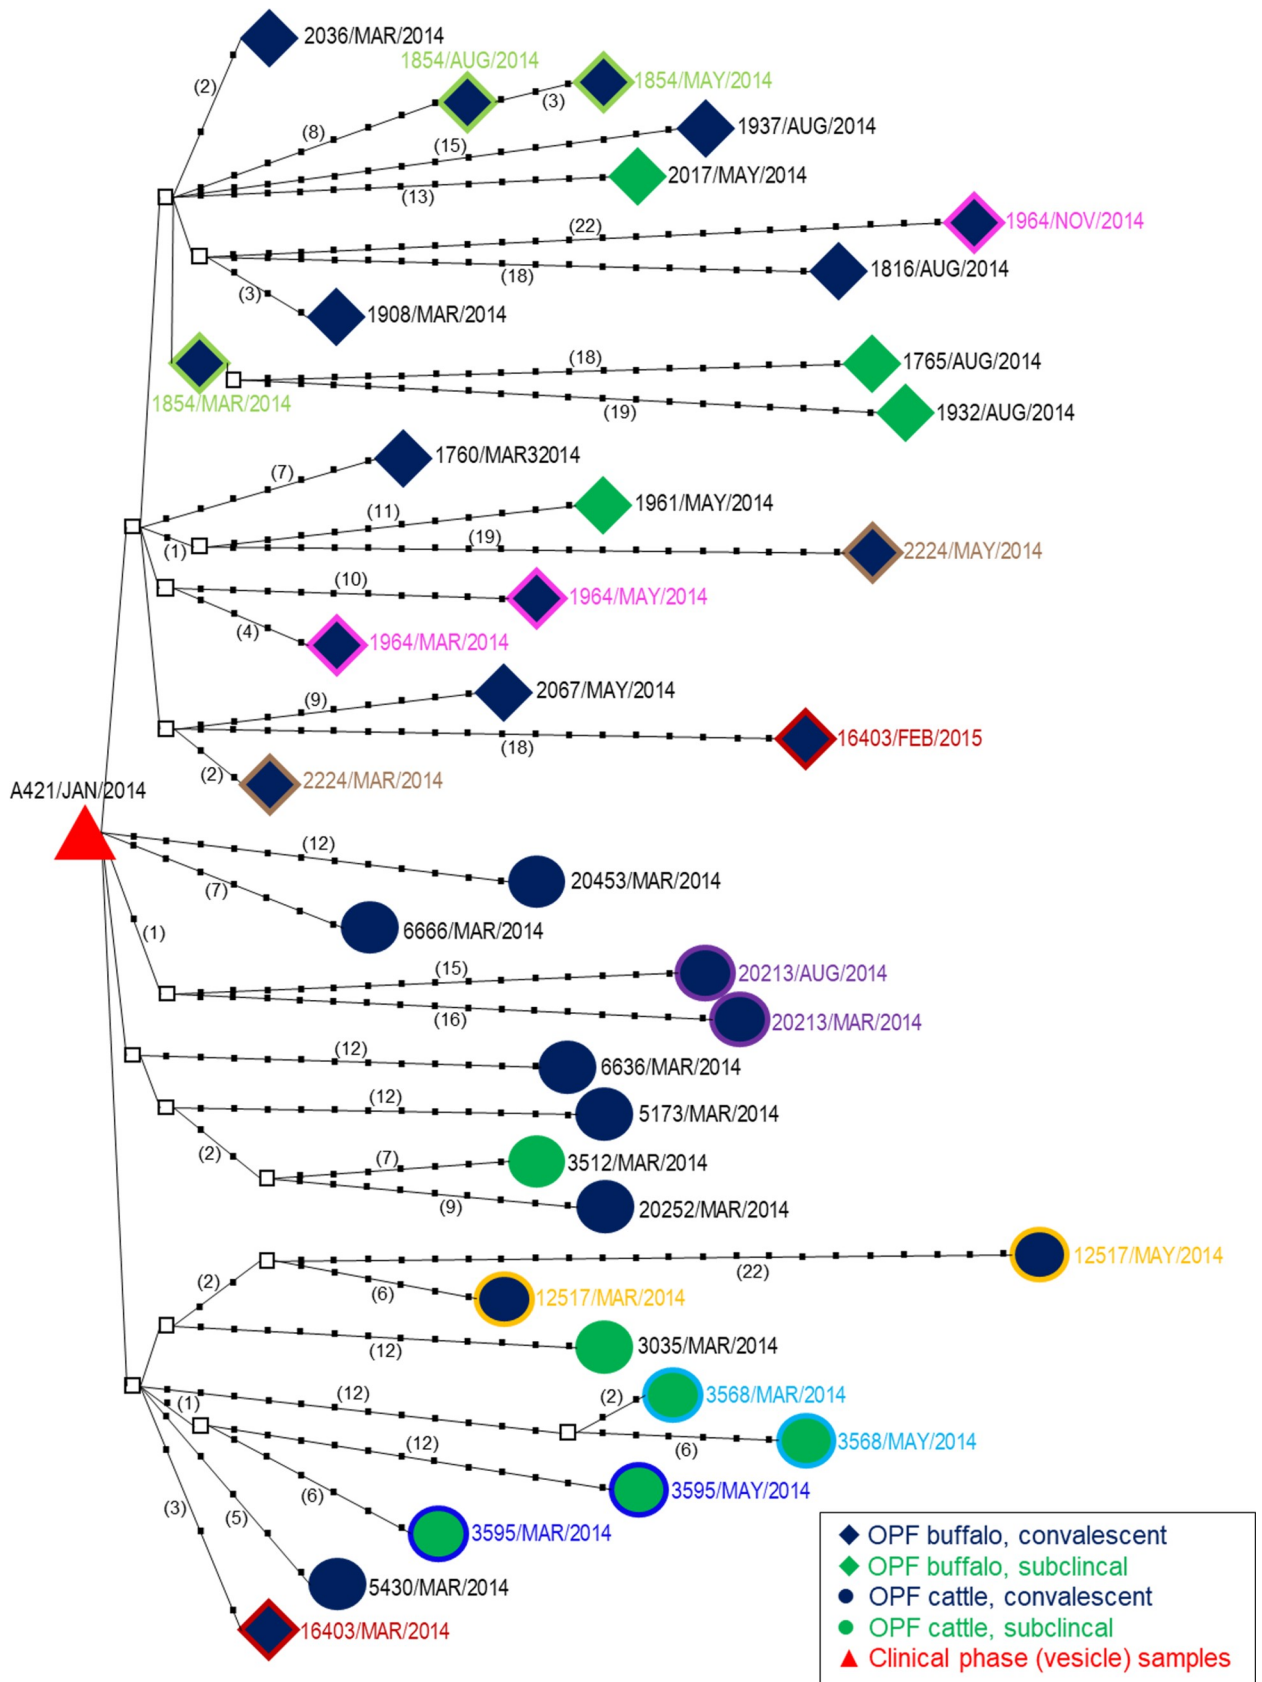 2036/MAR/2014
(2)
1854/AUG/2014
1854/MAY/2014
(3)
(8)
1937/AUG/2014
(15)
2017/MAY/2014
(13)
1964/NOV/2014
(22)
1816/AUG/2014
(18)
(3)
1908/MAR/2014
(18)
1765/AUG/2014
1854/MAR/2014
(19)
1932/AUG/2014
1760/MAR32014
(7)
1961/MAY/2014
(11)
(1)
(19)
2224/MAY/2014
(10)
1964/MAY/2014
(4)
1964/MAR/2014
(9)
2067/MAY/2014
16403/FEB/2015
(18)
(2)
2224/MAR/2014
A421/JAN/2014
(12)
20453/MAR/2014
(7)
6666/MAR/2014
(1)
(15)
20213/AUG/2014
(16)
20213/MAR/2014
(12)
6636/MAR/2014
(12)
5173/MAR/2014
(2)
(7)
3512/MAR/2014
(9)
20252/MAR/2014
12517/MAY/2014
(22)
(2)
(6)
12517/MAR/2014
3035/MAR/2014
(12)
(12)
(2)
3568/MAR/2014
(1)
(6)
3568/MAY/2014
(12)
3595/MAY/2014
(6)
3595/MAR/2014
(3)
(5)
5430/MAR/2014
16403/MAR/2014
OPF buffalo, convalescent
OPF buffalo, subclincal
OPF cattle, convalescent
OPF cattle, subclincal
Clinical phase (vesicle) samples